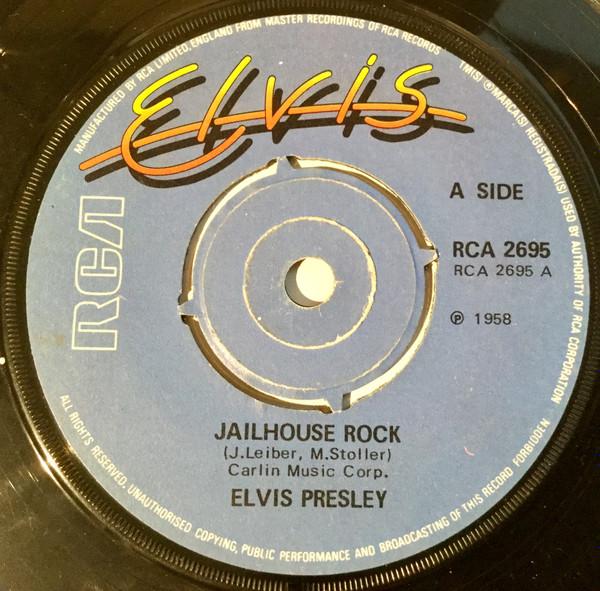 MANUFACTURED BY RCA LIMITED, ENGLAND FROM MASTER RECORDINGS OF RCA RECORDS
TM(S) ® MARCA(S) REGISTRADA(S) USED BY AUTHORITY OF RCA CORPORATION
Elvis
RCA
A SIDE
RCA 2695
RCA 2695 A
℗ 1958
JAILHOUSE ROCK
(J.Leiber, M.Stoller)
Carlin Music Corp.
ELVIS PRESLEY
ALL RIGHTS RESERVED. UNAUTHORISED COPYING, PUBLIC PERFORMANCE AND BROADCASTING OF THIS RECORD FORBIDDEN